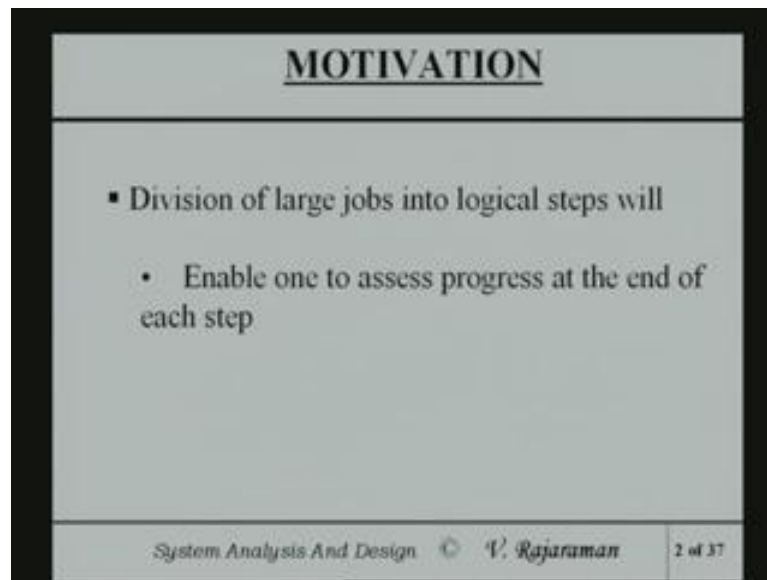 MOTIVATION
▪ Division of large jobs into logical steps will
• Enable one to assess progress at the end of
each step
System Analysis And Design © V. Rajaraman 2 of 37